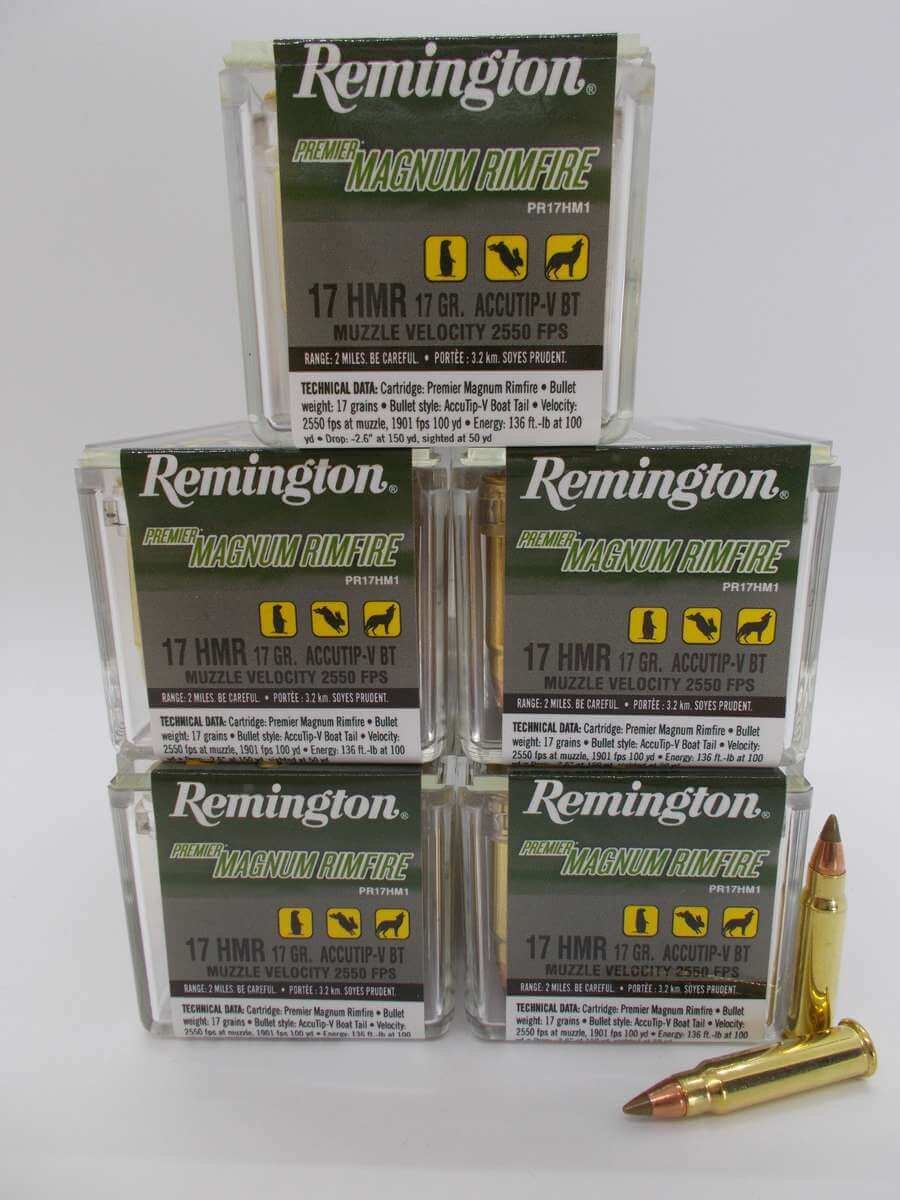 Remington®
PREMIER
MAGNUM RIMFIRE
PR17HM1
17 HMR 17 GR. ACCUTIP-V BT
MUZZLE VELOCITY 2550 FPS
RANGE: 2 MILES. BE CAREFUL. • PORTÉE: 3.2 km. SOYES PRUDENT.
TECHNICAL DATA: Cartridge: Premier Magnum Rimfire • Bullet
weight: 17 grains • Bullet style: AccuTip-V Boat Tail • Velocity:
2550 fps at muzzle, 1901 fps 100 yd • Energy: 136 ft.-lb at 100
yd • Drop: -2.6" at 150 yd, sighted at 50 yd
Remington®
PREMIER
MAGNUM RIMFIRE
PR17HM1
17 HMR 17 GR. ACCUTIP-V BT
MUZZLE VELOCITY 2550 FPS
RANGE: 2 MILES. BE CAREFUL. • PORTÉE: 3.2 km. SOYES PRUDENT.
TECHNICAL DATA: Cartridge: Premier Magnum Rimfire • Bullet
weight: 17 grains • Bullet style: AccuTip-V Boat Tail • Velocity:
2550 fps at muzzle, 1901 fps 100 yd • Energy: 136 ft.-lb at 100
Remington®
PREMIER
MAGNUM RIMFIRE
PR17HM1
17 HMR 17 GR. ACCUTIP-V BT
MUZZLE VELOCITY 2550 FPS
RANGE: 2 MILES. BE CAREFUL. • PORTÉE: 3.2 km. SOYES PRUDENT.
TECHNICAL DATA: Cartridge: Premier Magnum Rimfire • Bullet
weight: 17 grains • Bullet style: AccuTip-V Boat Tail • Velocity:
2550 fps at muzzle, 1901 fps 100 yd • Energy: 136 ft.-lb at 100
Remington®
PREMIER
MAGNUM RIMFIRE
PR17HM1
17 HMR 17 GR. ACCUTIP-V BT
MUZZLE VELOCITY 2550 FPS
RANGE: 2 MILES. BE CAREFUL. • PORTÉE: 3.2 km. SOYES PRUDENT.
TECHNICAL DATA: Cartridge: Premier Magnum Rimfire • Bullet
weight: 17 grains • Bullet style: AccuTip-V Boat Tail • Velocity:
2550 fps at muzzle, 1901 fps 100 yd • Energy: 136 ft.-lb at 100
Remington®
PREMIER
MAGNUM RIMFIRE
PR17HM1
17 HMR 17 GR. ACCUTIP-V BT
MUZZLE VELOCITY 2550 FPS
RANGE: 2 MILES. BE CAREFUL. • PORTÉE: 3.2 km. SOYES PRUDENT.
TECHNICAL DATA: Cartridge: Premier Magnum Rimfire • Bullet
weight: 17 grains • Bullet style: AccuTip-V Boat Tail • Velocity:
2550 fps at muzzle, 1901 fps 100 yd • Energy: 136 ft.-lb at 100